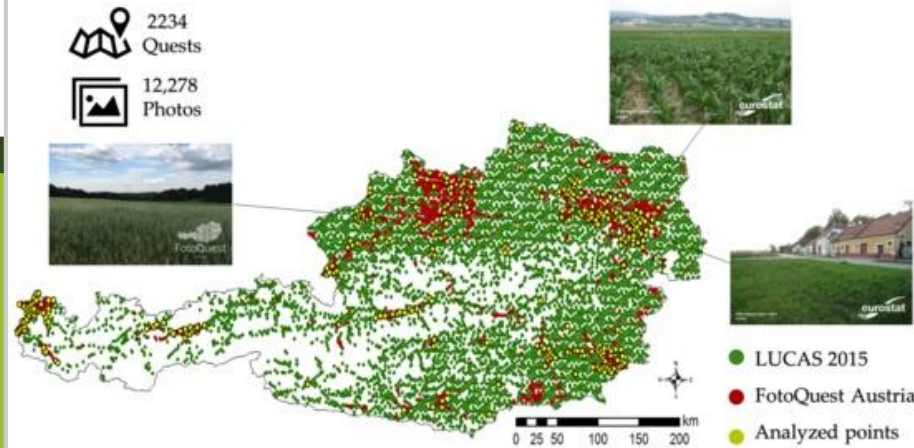 2234
Quests
12,278
Photos
eurostat
FotoQuest
eurostat
LUCAS 2015
FotoQuest Austria
Analyzed points
km
0 25 50 100 150 200